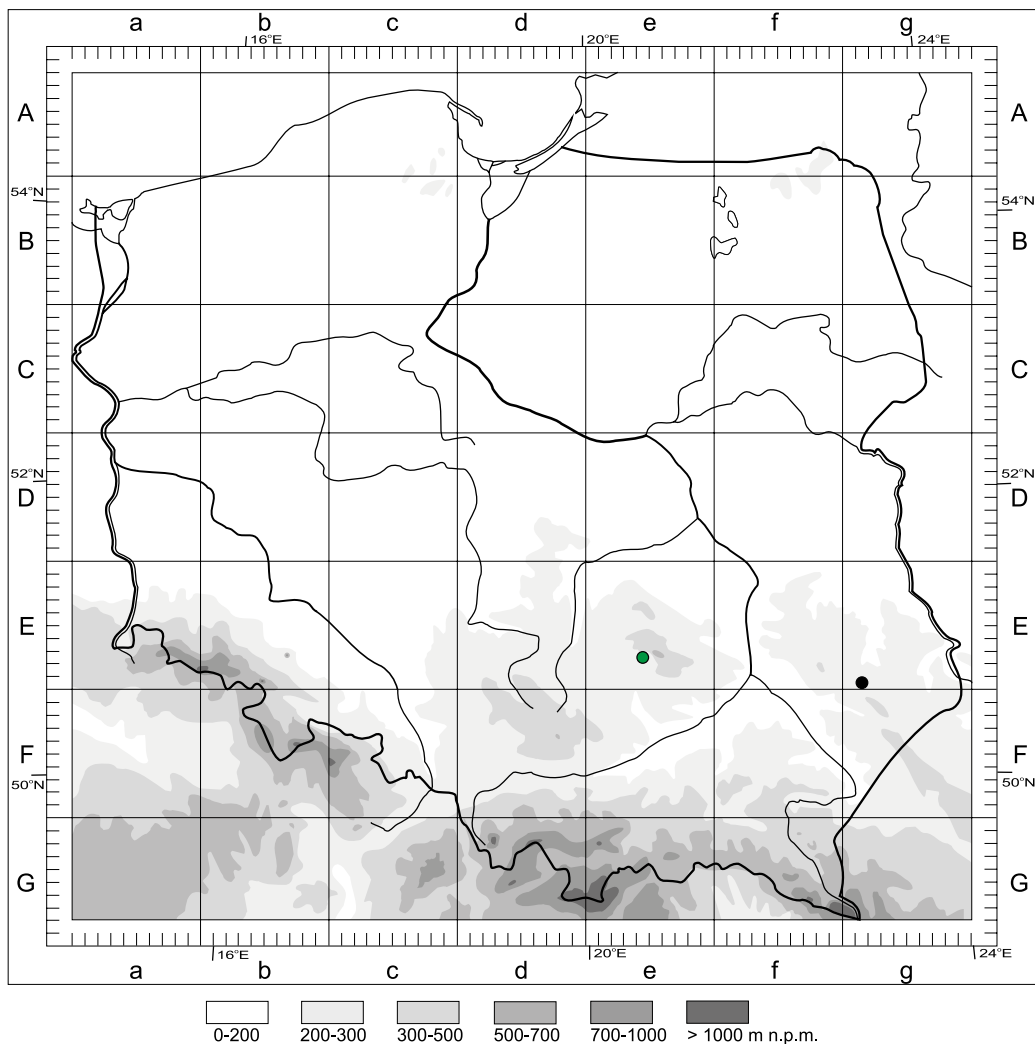 a b c d e f g
16°E 20°E 24°E
A A
54°N 54°N
B B
C C
52°N 52°N
D D
E E
F F
50°N 50°N
G G
16°E 20°E 24°E
a b c d e f g
0-200 200-300 300-500 500-700 700-1000 > 1000 m n.p.m.